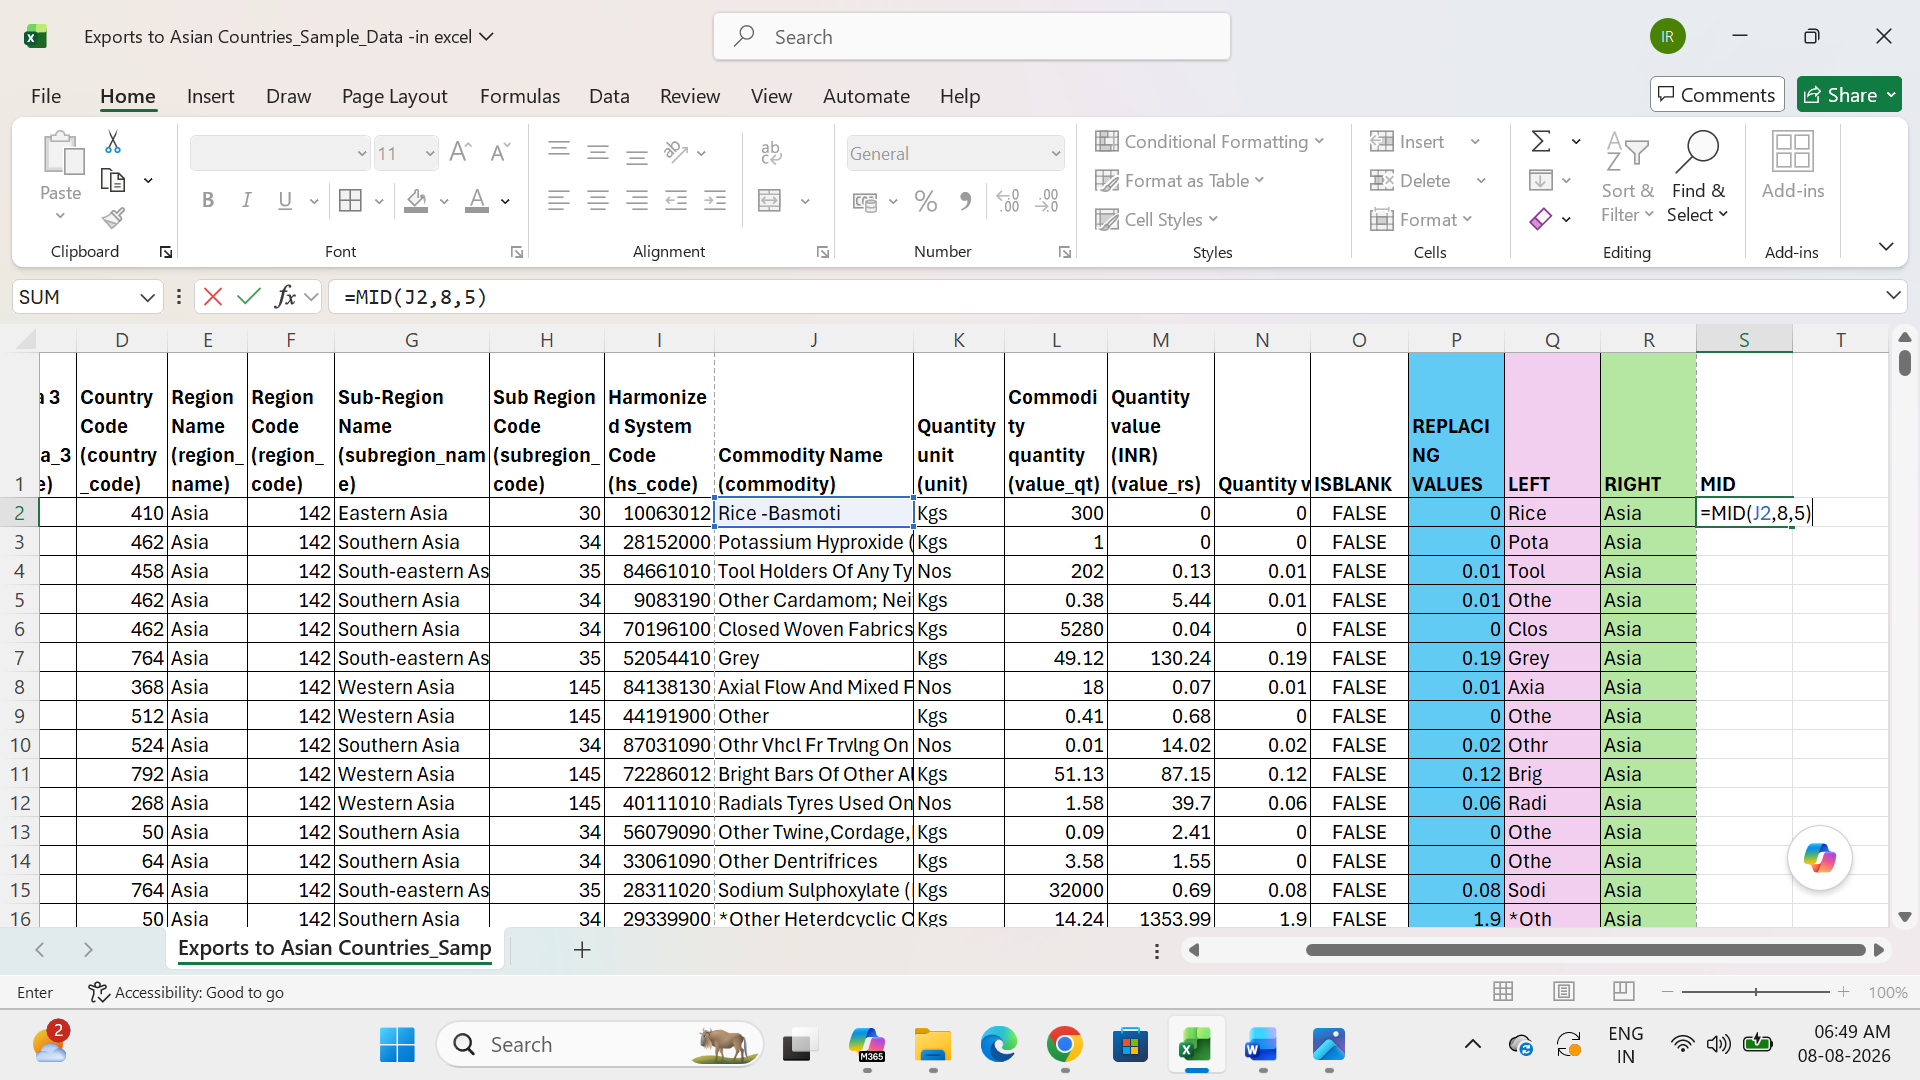 Exports to Asian Countries_Sample_Data -in excel
Search
IR
File Home Insert Draw Page Layout Formulas Data Review View Automate Help
Comments Share
Paste
11
General
Conditional Formatting
Format as Table
Cell Styles
Insert
Delete
Format
Sort & Filter
Find & Select
Add-ins
Clipboard Font Alignment Number Styles Cells Editing Add-ins
SUM =MID(J2,8,5)
D E F G H I J K L M N O P Q R S T
1 a 3 a_3 e) Country Code (country_code) Region Name (region_name) Region Code (region_code) Sub-Region Name (subregion_name) Sub Region Code (subregion_code) Harmonized System Code (hs_code) Commodity Name (commodity) Quantity unit (unit) Commodity quantity (value_qt) Quantity value (INR) (value_rs) Quantity v ISBLANK REPLACING VALUES LEFT RIGHT MID
2 410 Asia 142 Eastern Asia 30 10063012 Rice -Basmoti Kgs 300 0 0 FALSE 0 Rice Asia =MID(J2,8,5)
3 462 Asia 142 Southern Asia 34 28152000 Potassium Hyproxide ( Kgs 1 0 0 FALSE 0 Pota Asia
4 458 Asia 142 South-eastern As 35 84661010 Tool Holders Of Any Ty Nos 202 0.13 0.01 FALSE 0.01 Tool Asia
5 462 Asia 142 Southern Asia 34 9083190 Other Cardamom; Nei Kgs 0.38 5.44 0.01 FALSE 0.01 Othe Asia
6 462 Asia 142 Southern Asia 34 70196100 Closed Woven Fabrics Kgs 5280 0.04 0 FALSE 0 Clos Asia
7 764 Asia 142 South-eastern As 35 52054410 Grey Kgs 49.12 130.24 0.19 FALSE 0.19 Grey Asia
8 368 Asia 142 Western Asia 145 84138130 Axial Flow And Mixed F Nos 18 0.07 0.01 FALSE 0.01 Axia Asia
9 512 Asia 142 Western Asia 145 44191900 Other Kgs 0.41 0.68 0 FALSE 0 Othe Asia
10 524 Asia 142 Southern Asia 34 87031090 Othr Vhcl Fr Trvlng On Nos 0.01 14.02 0.02 FALSE 0.02 Othr Asia
11 792 Asia 142 Western Asia 145 72286012 Bright Bars Of Other Al Kgs 51.13 87.15 0.12 FALSE 0.12 Brig Asia
12 268 Asia 142 Western Asia 145 40111010 Radials Tyres Used On Nos 1.58 39.7 0.06 FALSE 0.06 Radi Asia
13 50 Asia 142 Southern Asia 34 56079090 Other Twine,Cordage, Kgs 0.09 2.41 0 FALSE 0 Othe Asia
14 64 Asia 142 Southern Asia 34 33061090 Other Dentrifrices Kgs 3.58 1.55 0 FALSE 0 Othe Asia
15 764 Asia 142 South-eastern As 35 28311020 Sodium Sulphoxylate ( Kgs 32000 0.69 0.08 FALSE 0.08 Sodi Asia
16 50 Asia 142 Southern Asia 34 29339900 *Other Heterdcyclic C Kgs 14.24 1353.99 1.9 FALSE 1.9 *Oth Asia
Exports to Asian Countries_Samp
Enter Accessibility: Good to go 100%
2 Search M365 ENG IN 06:49 AM 08-08-2026